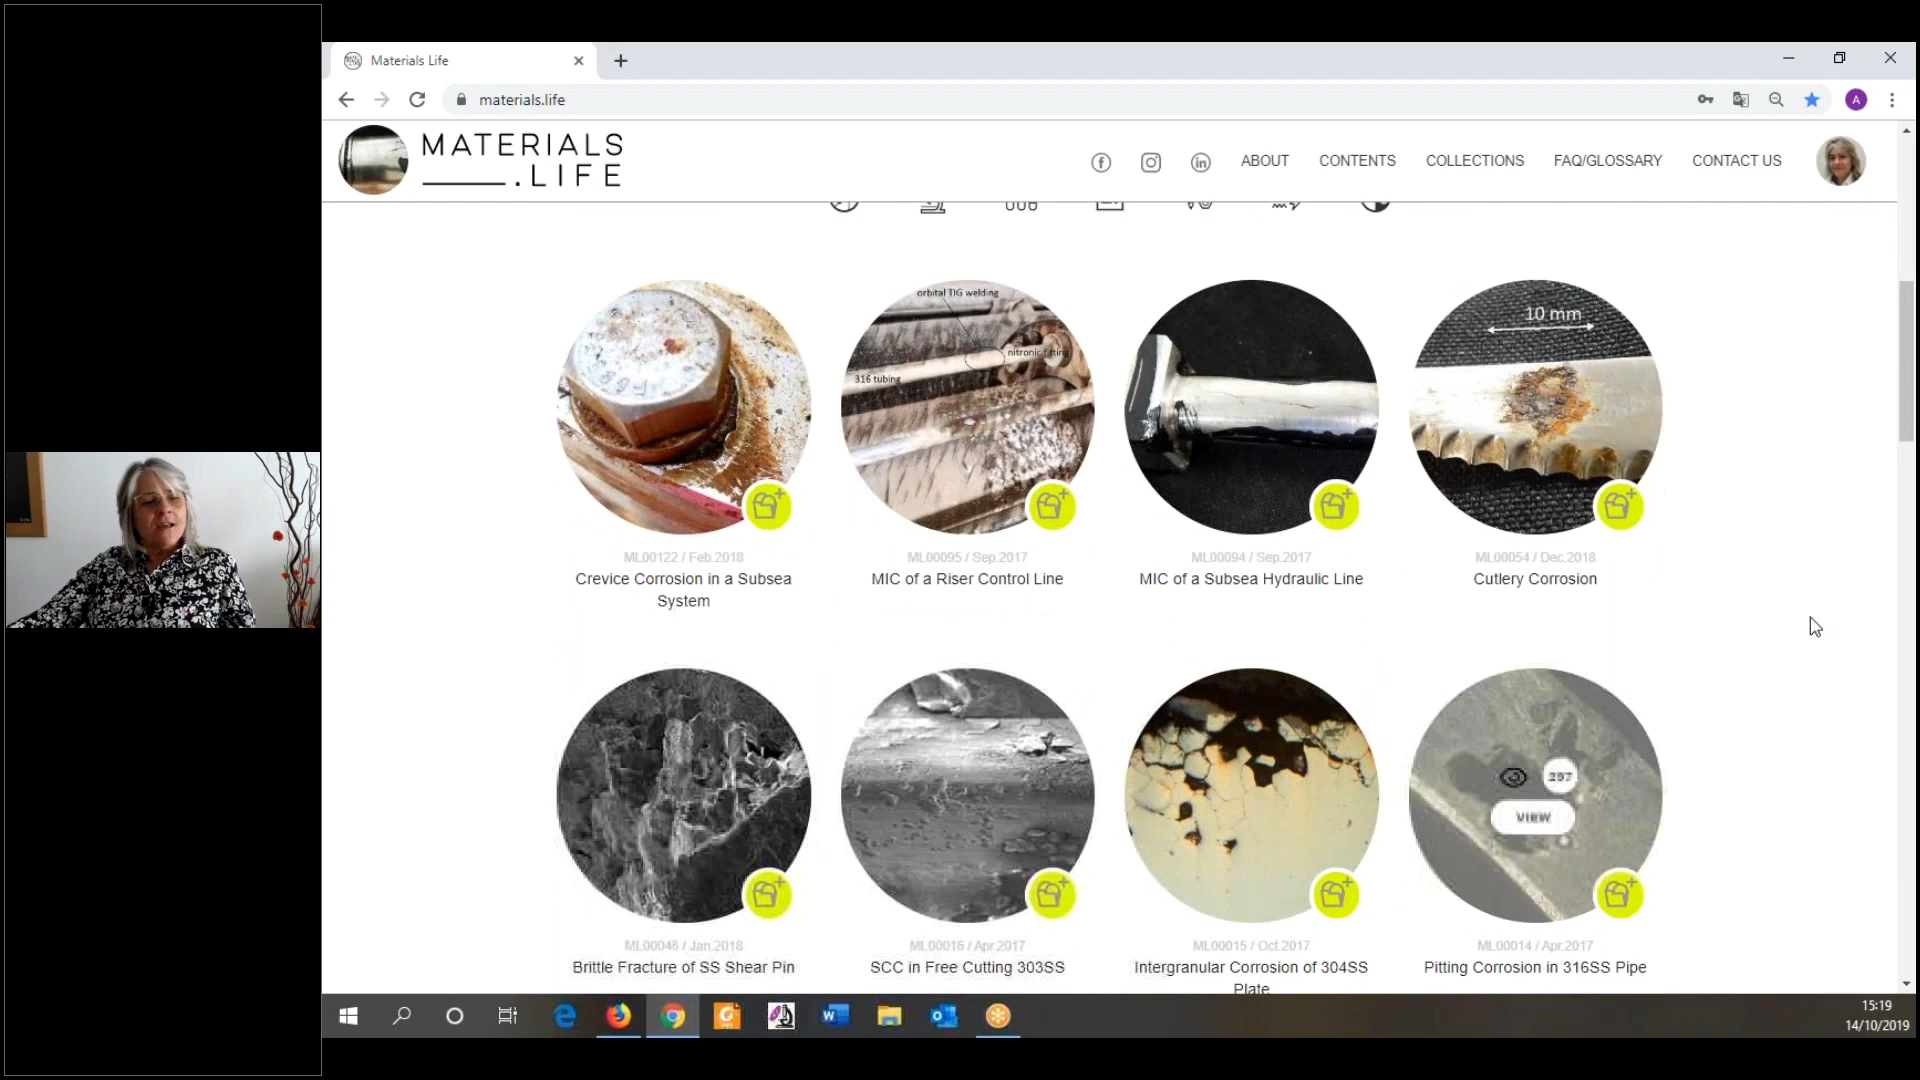 Materials Life
materials.life
A
MATERIALS
.LIFE
ABOUT
CONTENTS
COLLECTIONS
FAQ/GLOSSARY
CONTACT US
orbital TIG welding
nitronic fitting
316 tubing
10 mm
ML00122 / Feb.2018
Crevice Corrosion in a Subsea
System
ML00095 / Sep.2017
MIC of a Riser Control Line
ML00094 / Sep.2017
MIC of a Subsea Hydraulic Line
ML00054 / Dec.2018
Cutlery Corrosion
297
VIEW
ML00046 / Jan.2018
Brittle Fracture of SS Shear Pin
ML00016 / Apr.2017
SCC in Free Cutting 303SS
ML00015 / Oct.2017
Intergranular Corrosion of 304SS
Plate
ML00014 / Apr.2017
Pitting Corrosion in 316SS Pipe
15:19
14/10/2019